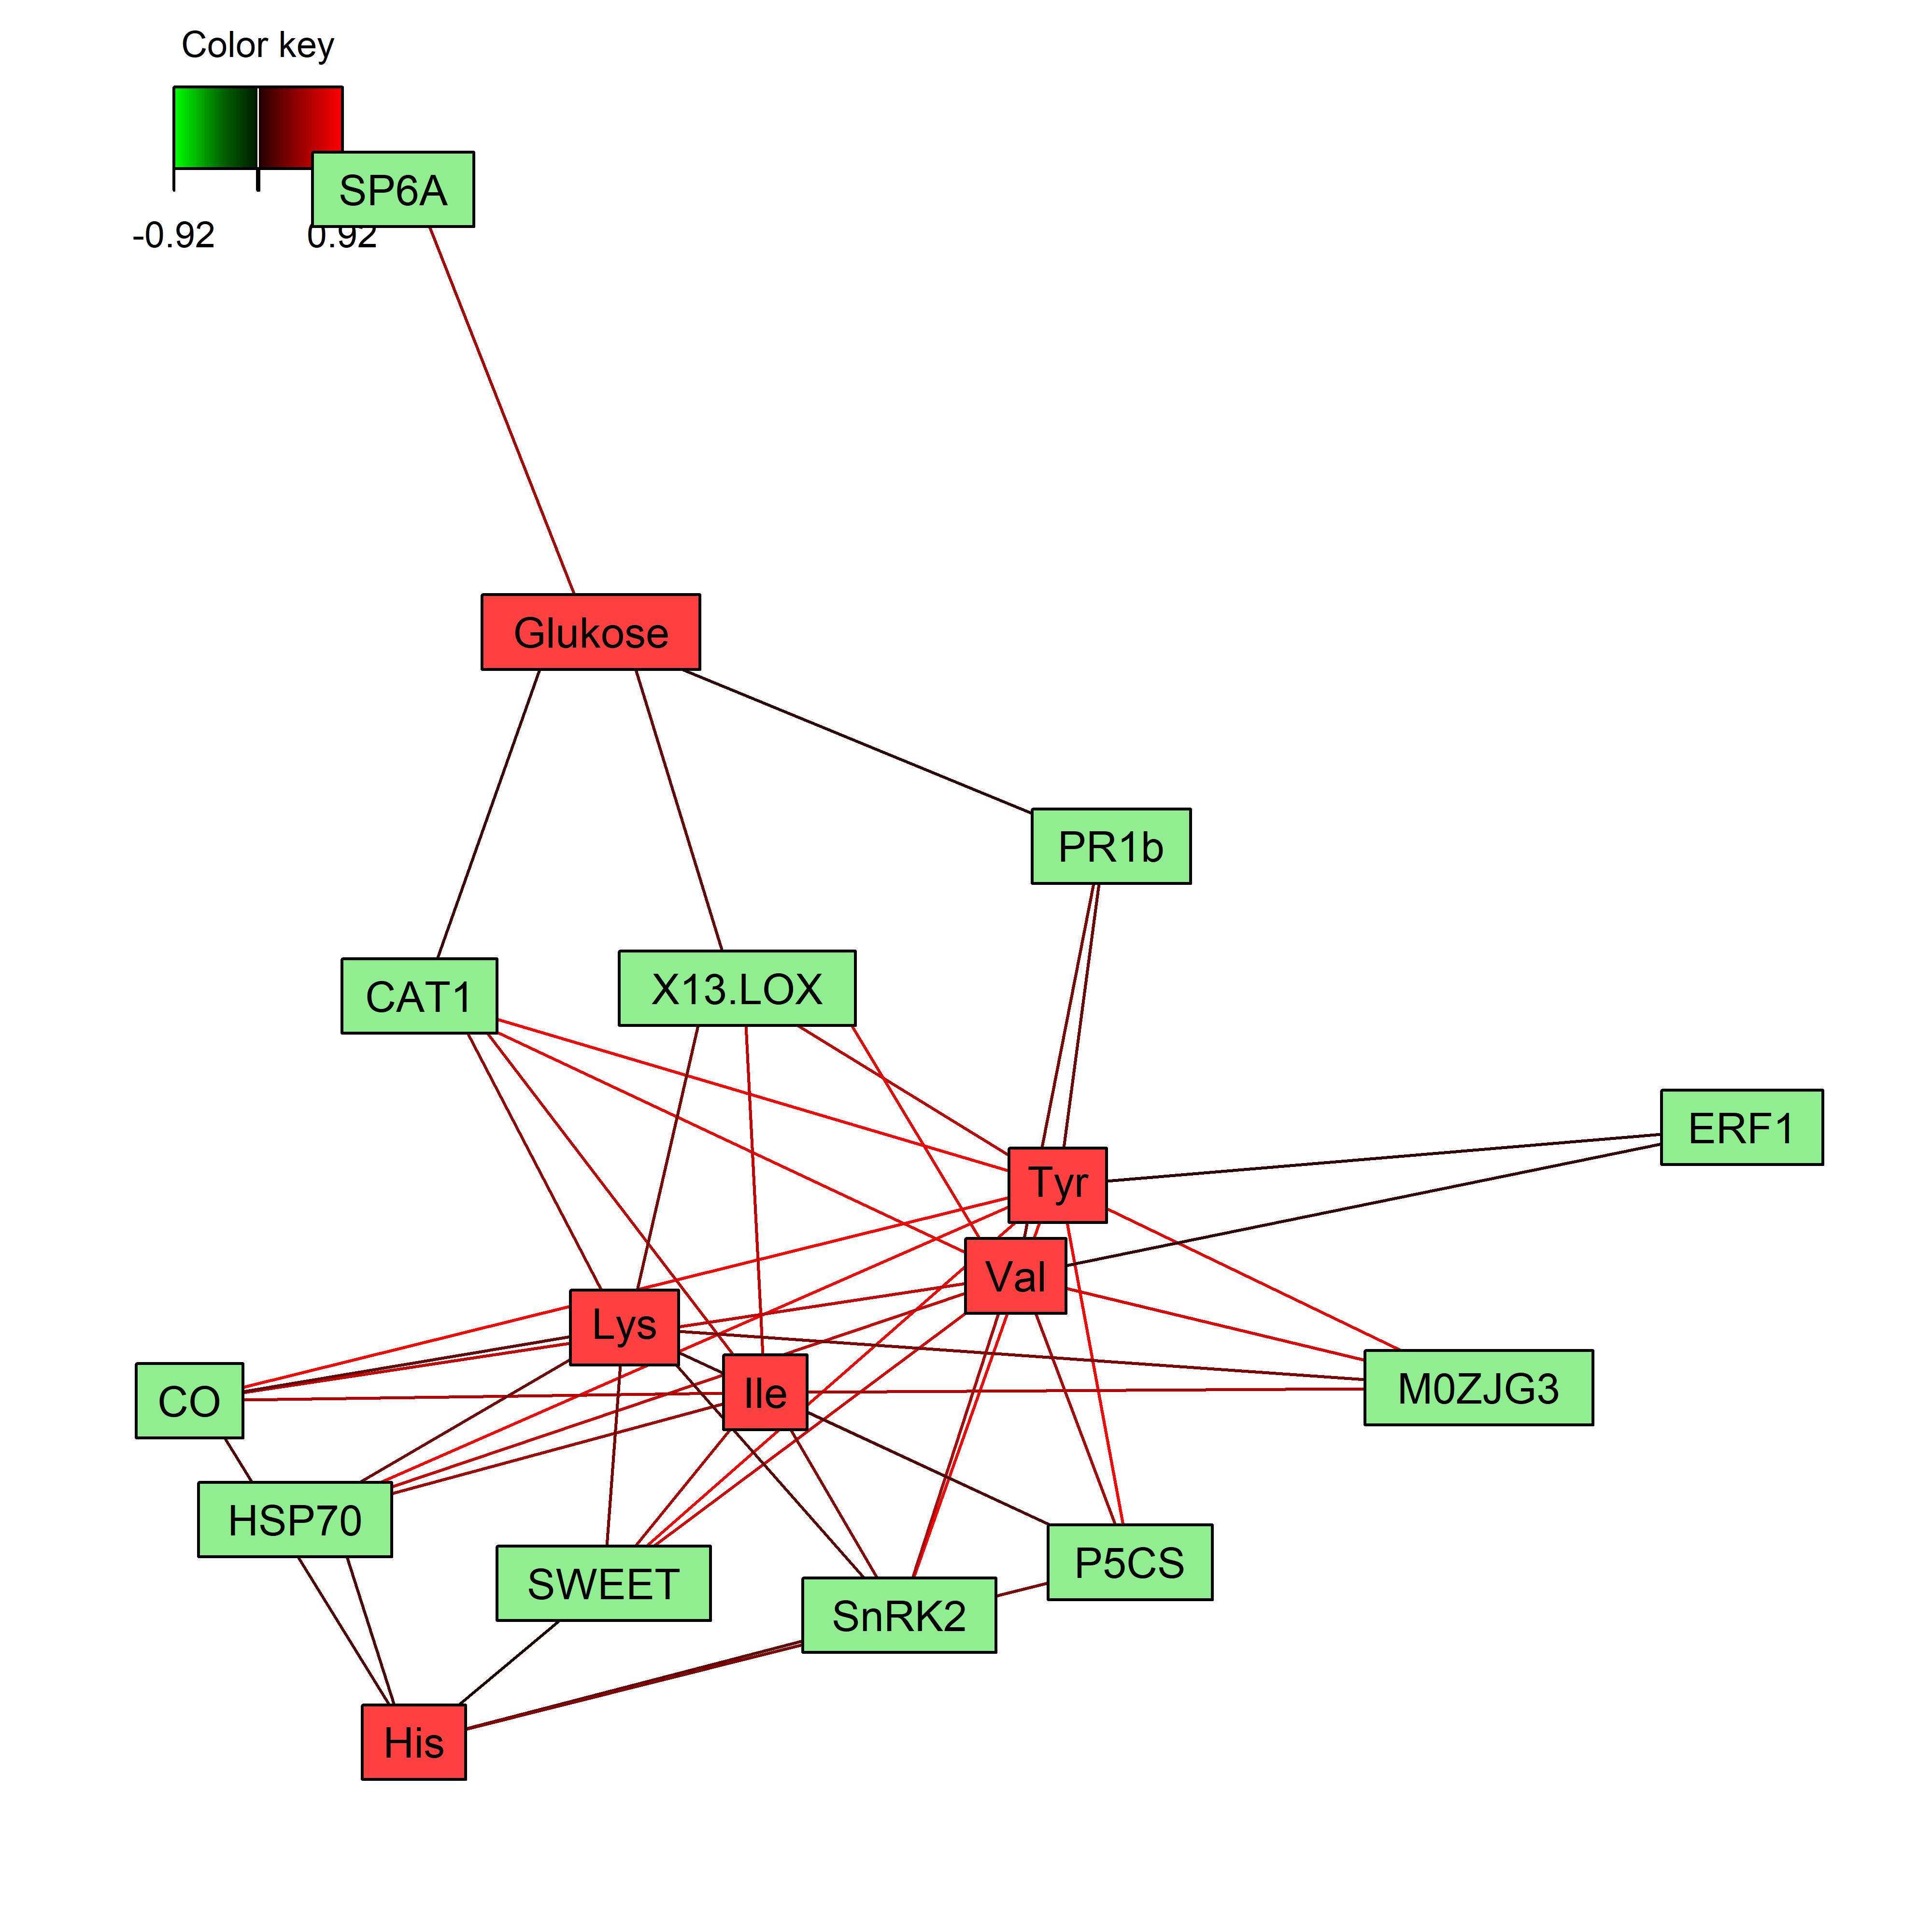 Color key
SP6A
-0.92
0.92
Glukose
PR1b
CAT1
X13.LOX
ERF1
Tyr
Val
Lys
Ile
CO
M0ZJG3
HSP70
SWEET
P5CS
SnRK2
His